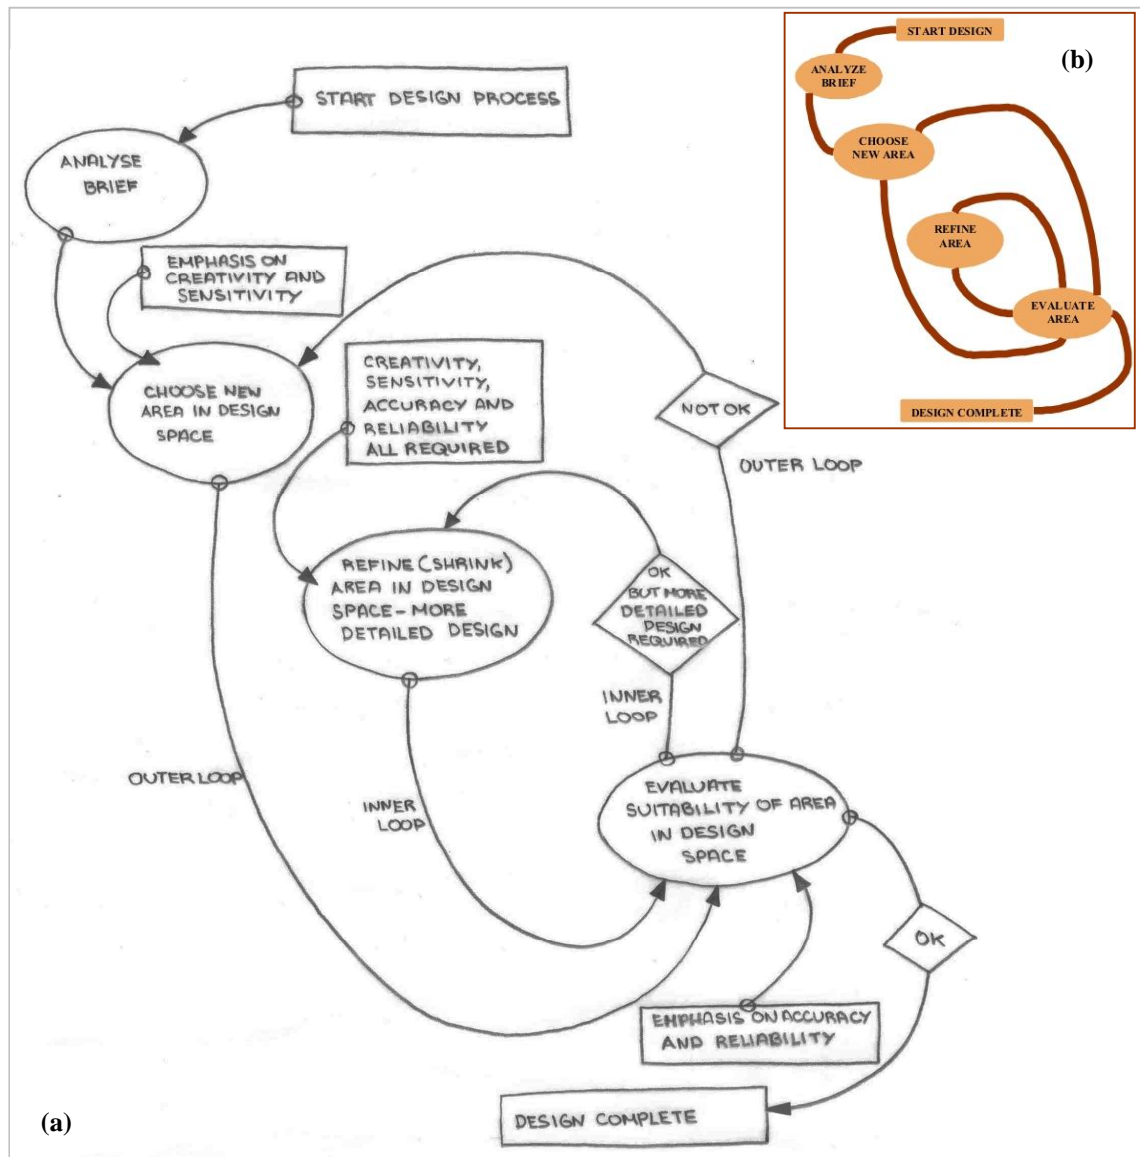 START DESIGN PROCESS
ANALYSE
BRIEF
EMPHASIS ON
CREATIVITY AND
SENSITIVITY
CHOOSE NEW
AREA IN DESIGN
SPACE
CREATIVITY,
SENSITIVITY,
ACCURACY AND
RELIABILITY
ALL REQUIRED
NOT OK
OUTER LOOP
REFINE (SHRINK)
AREA IN DESIGN
SPACE - MORE
DETAILED DESIGN
OK
BUT MORE
DETAILED
DESIGN
REQUIRED
INNER
LOOP
OUTER LOOP
INNER
LOOP
EVALUATE
SUITABILITY OF AREA
IN DESIGN
SPACE
OK
EMPHASIS ON ACCURACY
AND RELIABILITY
DESIGN COMPLETE
(a)
START DESIGN
(b)
ANALYZE
BRIEF
CHOOSE
NEW AREA
REFINE
AREA
EVALUATE
AREA
DESIGN COMPLETE